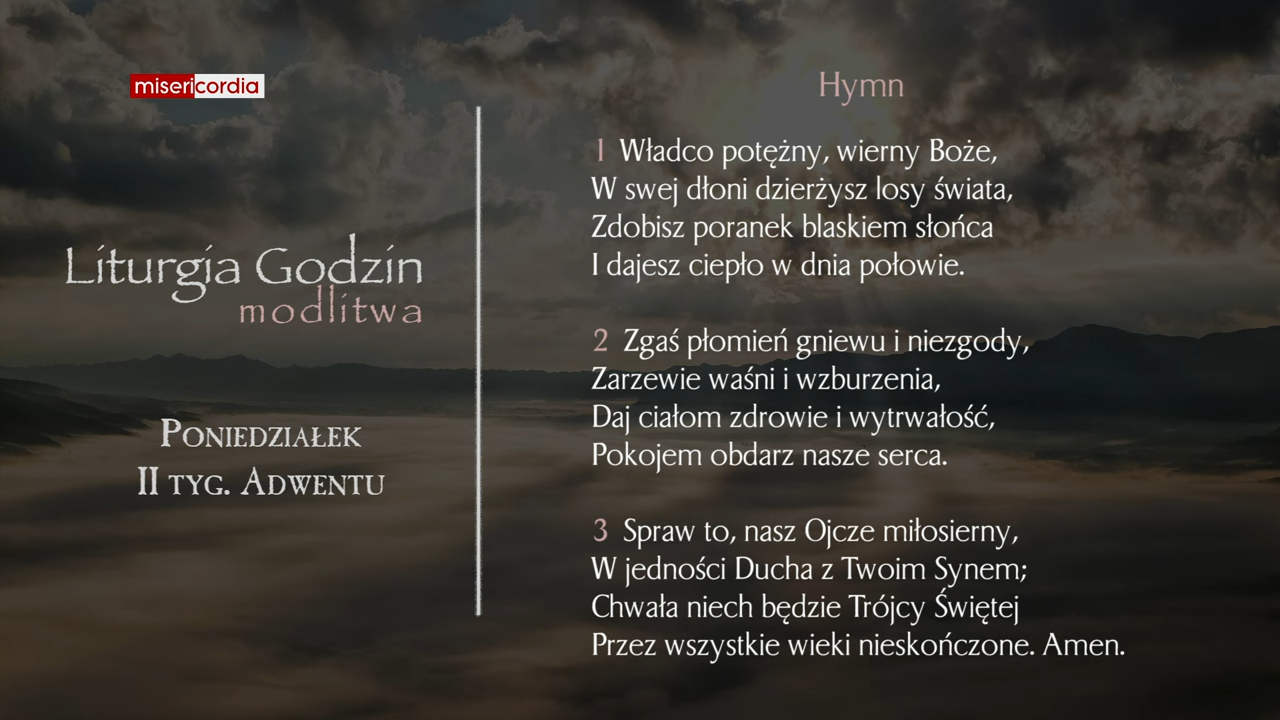 misericordia
Liturgia Godzin
modlitwa
Poniedziałek
II tyg. Adwentu
Hymn
1 Władco potężny, wierny Boże,
W swej dłoni dzierżysz losy świata,
Zdobisz poranek blaskiem słońca
I dajesz ciepło w dnia połowie.
2 Zgaś płomień gniewu i niezgody,
Zarzewie waśni i wzburzenia,
Daj ciałom zdrowie i wytrwałość,
Pokojem obdarz nasze serca.
3 Spraw to, nasz Ojcze miłosierny,
W jedności Ducha z Twoim Synem;
Chwała niech będzie Trójcy Świętej
Przez wszystkie wieki nieskończone. Amen.